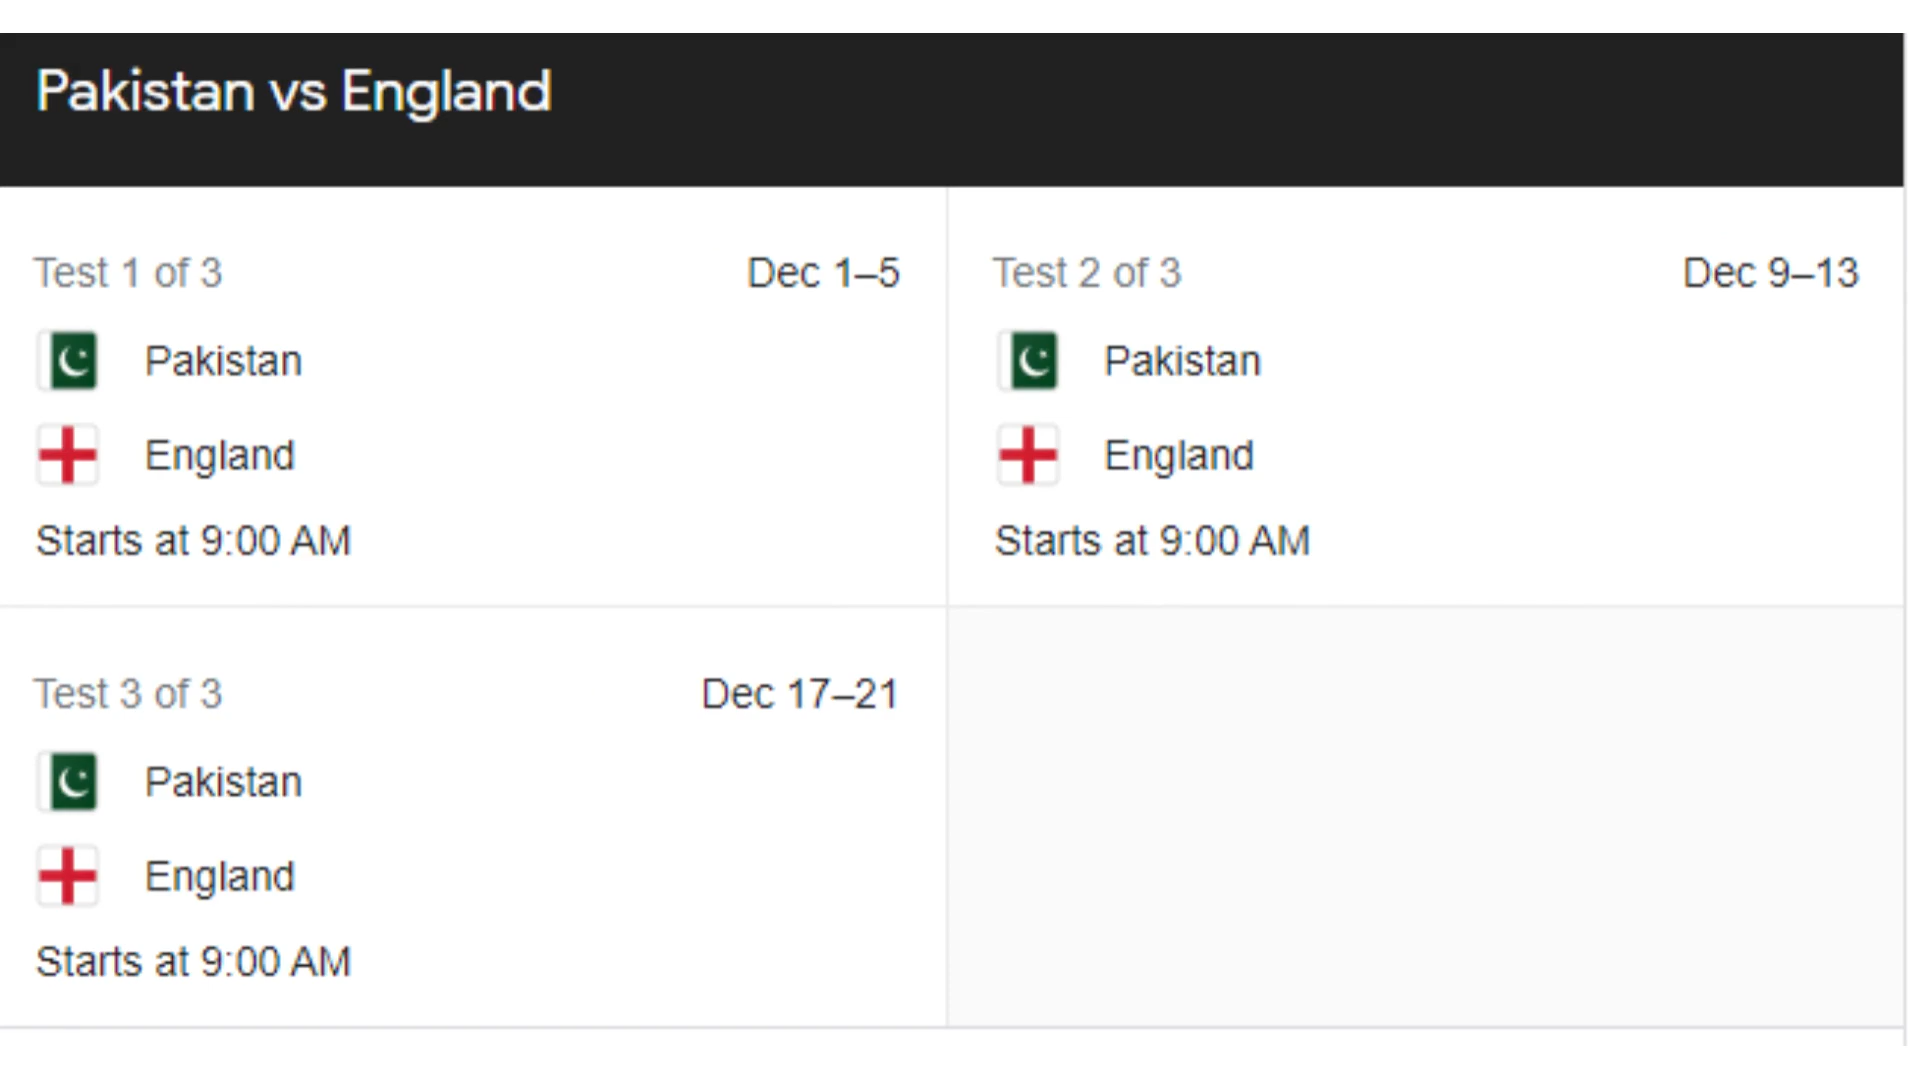 Pakistan vs England
Test 1 of 3 Dec 1–5
Pakistan
England
Starts at 9:00 AM
Test 2 of 3 Dec 9–13
Pakistan
England
Starts at 9:00 AM
Test 3 of 3 Dec 17–21
Pakistan
England
Starts at 9:00 AM